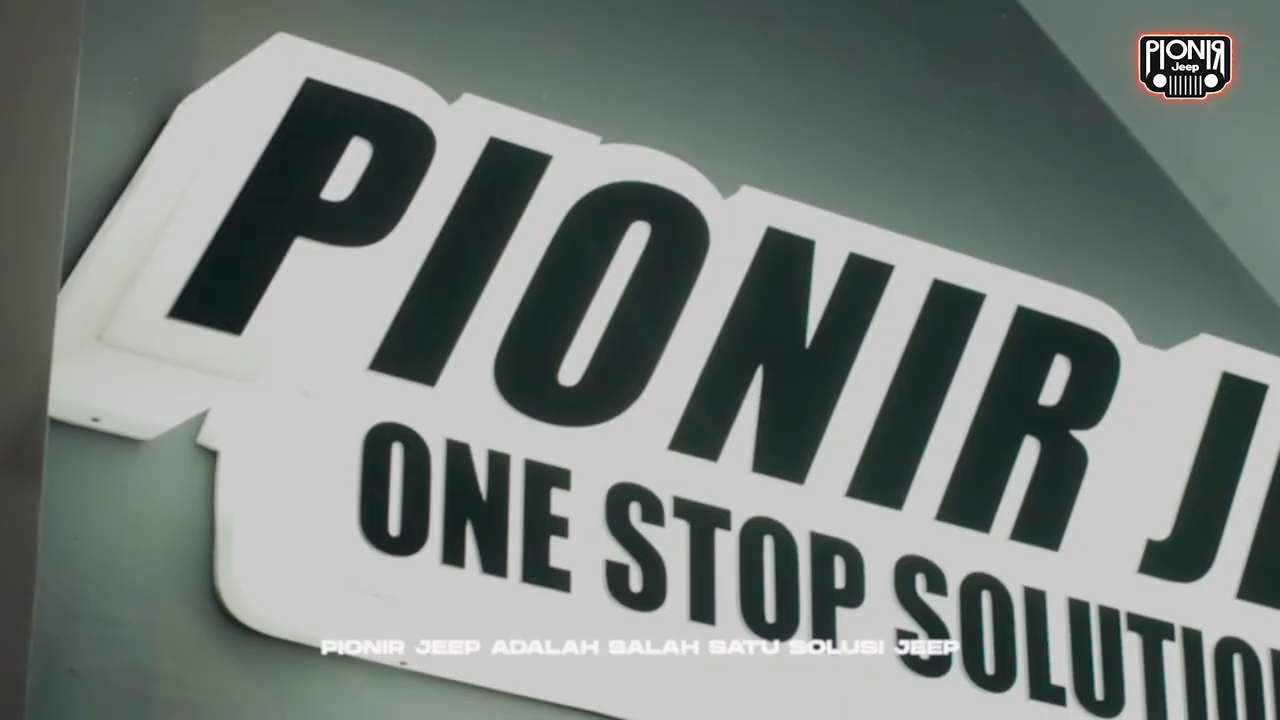 PIONIR
Jeep
PIONIR
ONE STOP
PIONIR JEEP ADALAH SALAH SATU SOLUSI JEEP